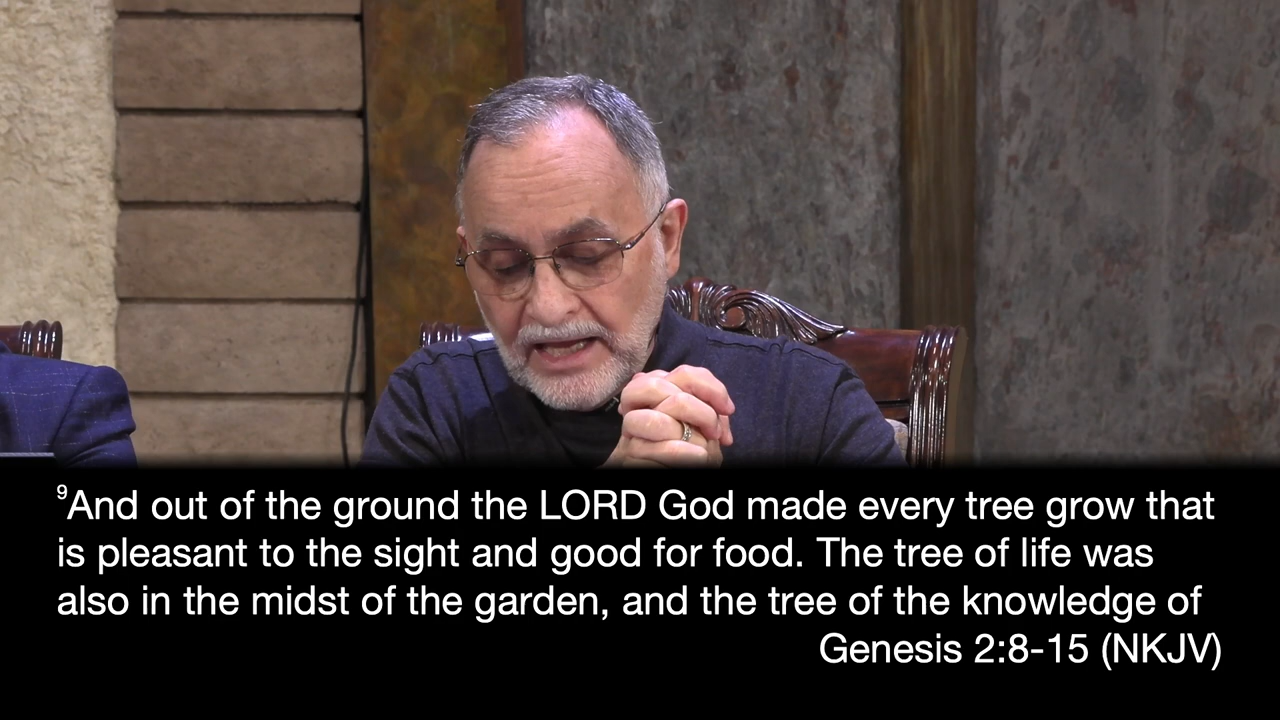 ⁹And out of the ground the LORD God made every tree grow that
is pleasant to the sight and good for food. The tree of life was
also in the midst of the garden, and the tree of the knowledge of
Genesis 2:8-15 (NKJV)